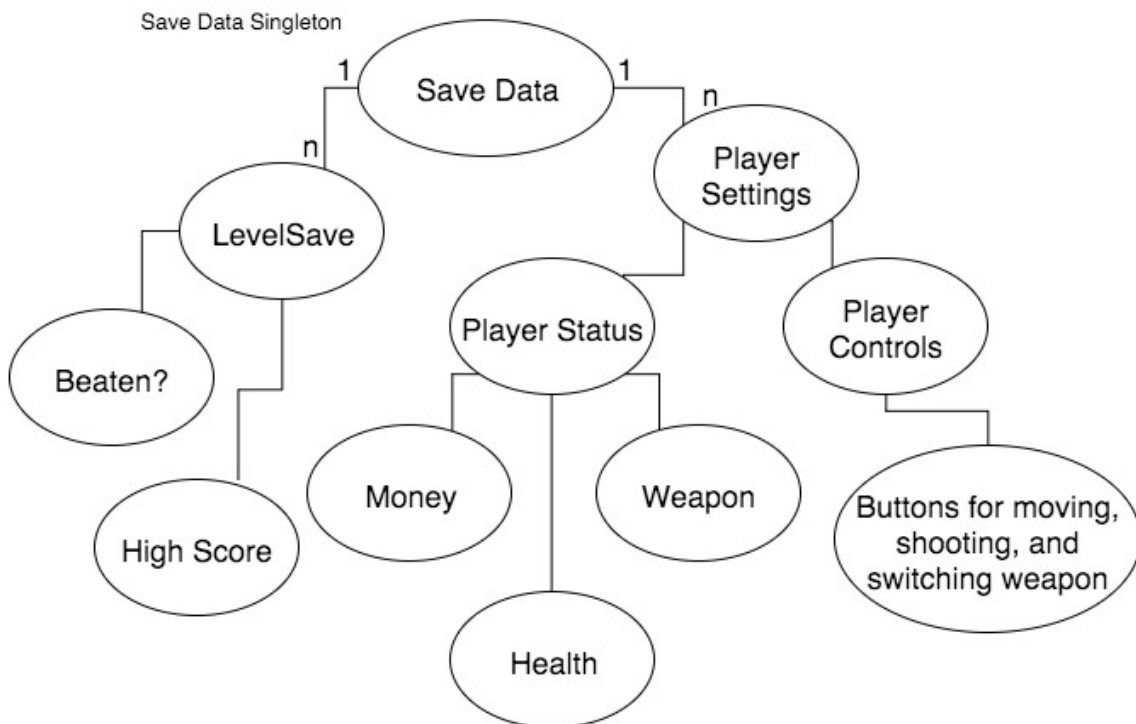 Save Data Singleton
1
Save Data
1
n
n
Player
Settings
LevelSave
Player Status
Player
Controls
Beaten?
Money
Weapon
Buttons for moving,
shooting, and
switching weapon
High Score
Health